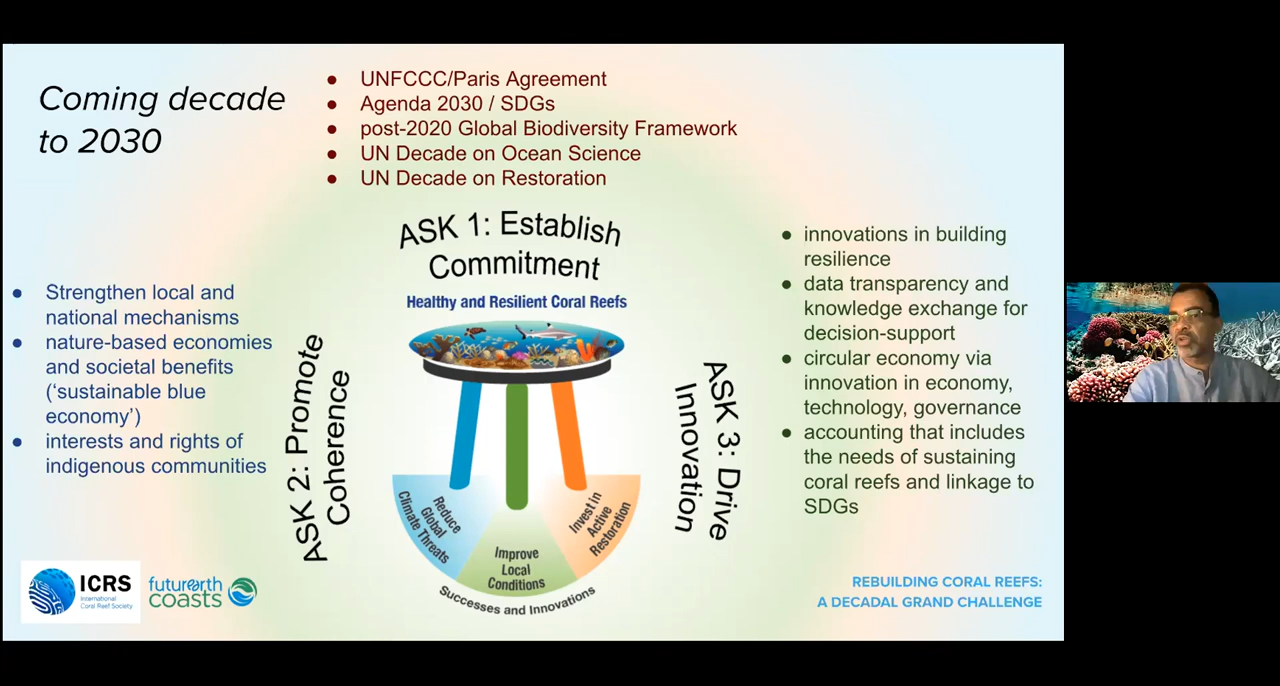 Coming decade
to 2030
● UNFCCC/Paris Agreement
● Agenda 2030 / SDGs
● post-2020 Global Biodiversity Framework
● UN Decade on Ocean Science
● UN Decade on Restoration
ASK 1: Establish
Commitment
Healthy and Resilient Coral Reefs
● Strengthen local and
national mechanisms
● nature-based economies
and societal benefits
(‘sustainable blue
economy’)
● interests and rights of
indigenous communities
ASK 2: Promote
Coherence
Reduce
Global
Climate Threats
Improve
Local
Conditions
Invest in
Active
Restoration
Successes and Innovations
ASK 3: Drive
Innovation
● innovations in building
resilience
● data transparency and
knowledge exchange for
decision-support
● circular economy via
innovation in economy,
technology, governance
● accounting that includes
the needs of sustaining
coral reefs and linkage to
SDGs
ICRS
International
Coral Reef Society
futurearth
coasts
REBUILDING CORAL REEFS:
A DECADAL GRAND CHALLENGE